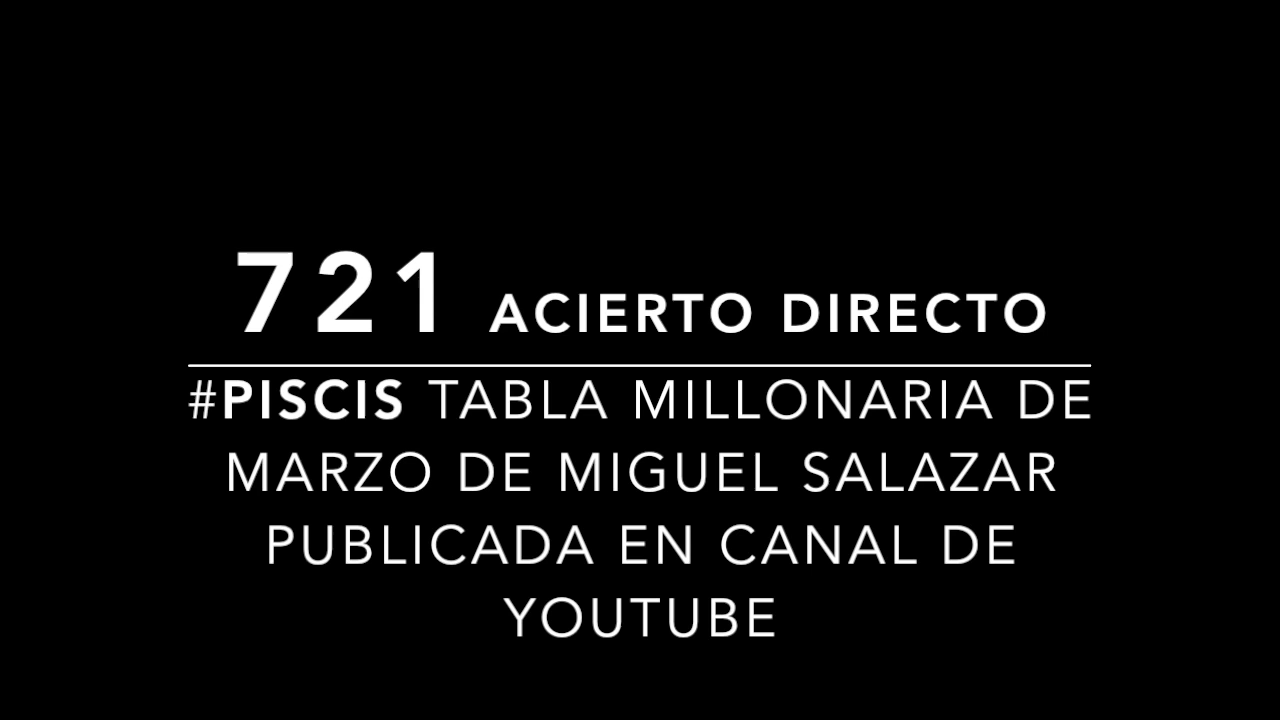 721 ACIERTO DIRECTO
#PISCIS TABLA MILLONARIA DE
MARZO DE MIGUEL SALAZAR
PUBLICADA EN CANAL DE
YOUTUBE